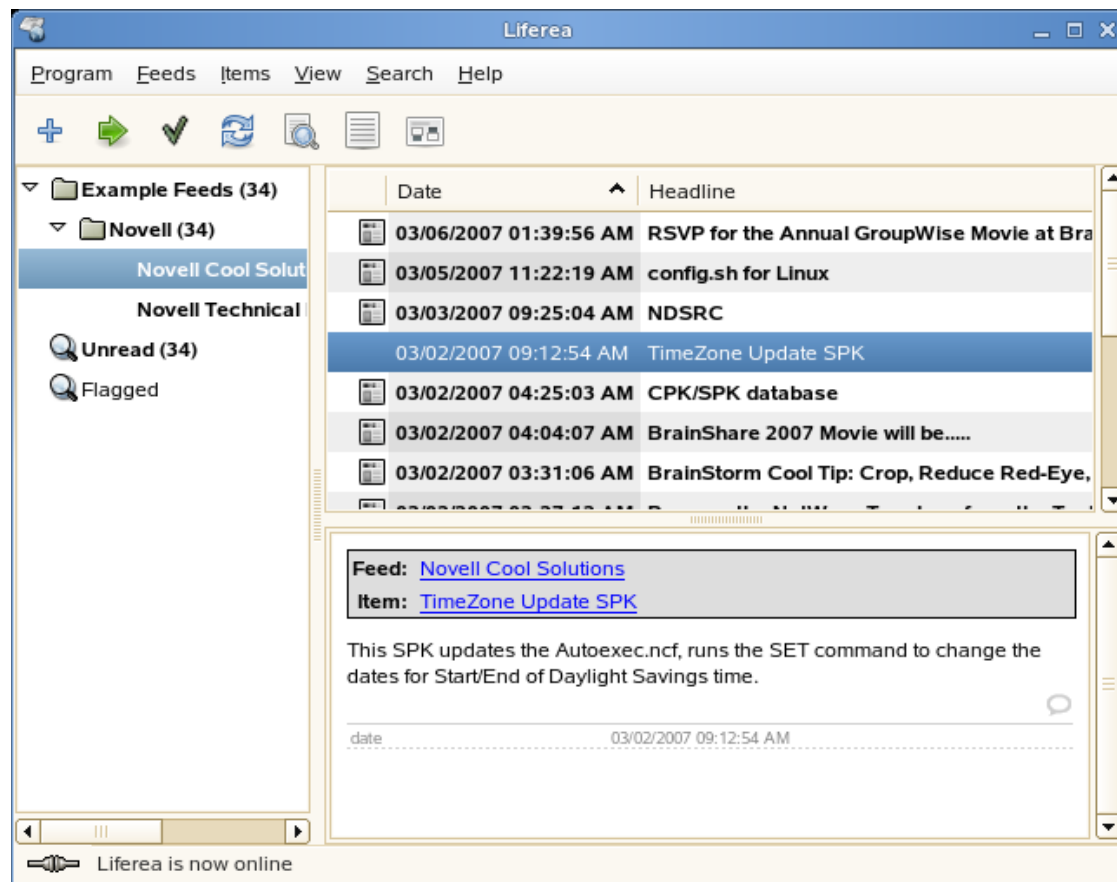 Liferea
Program Feeds Items View Search Help
Example Feeds (34)
Novell (34)
Novell Cool Solut
Novell Technical
Unread (34)
Flagged
Date Headline
03/06/2007 01:39:56 AM RSVP for the Annual GroupWise Movie at Bra
03/05/2007 11:22:19 AM config.sh for Linux
03/03/2007 09:25:04 AM NDSRC
03/02/2007 09:12:54 AM TimeZone Update SPK
03/02/2007 04:25:03 AM CPK/SPK database
03/02/2007 04:04:07 AM BrainShare 2007 Movie will be.....
03/02/2007 03:31:06 AM BrainStorm Cool Tip: Crop, Reduce Red-Eye,
Feed: Novell Cool Solutions
Item: TimeZone Update SPK
This SPK updates the Autoexec.ncf, runs the SET command to change the
dates for Start/End of Daylight Savings time.
date 03/02/2007 09:12:54 AM
Liferea is now online